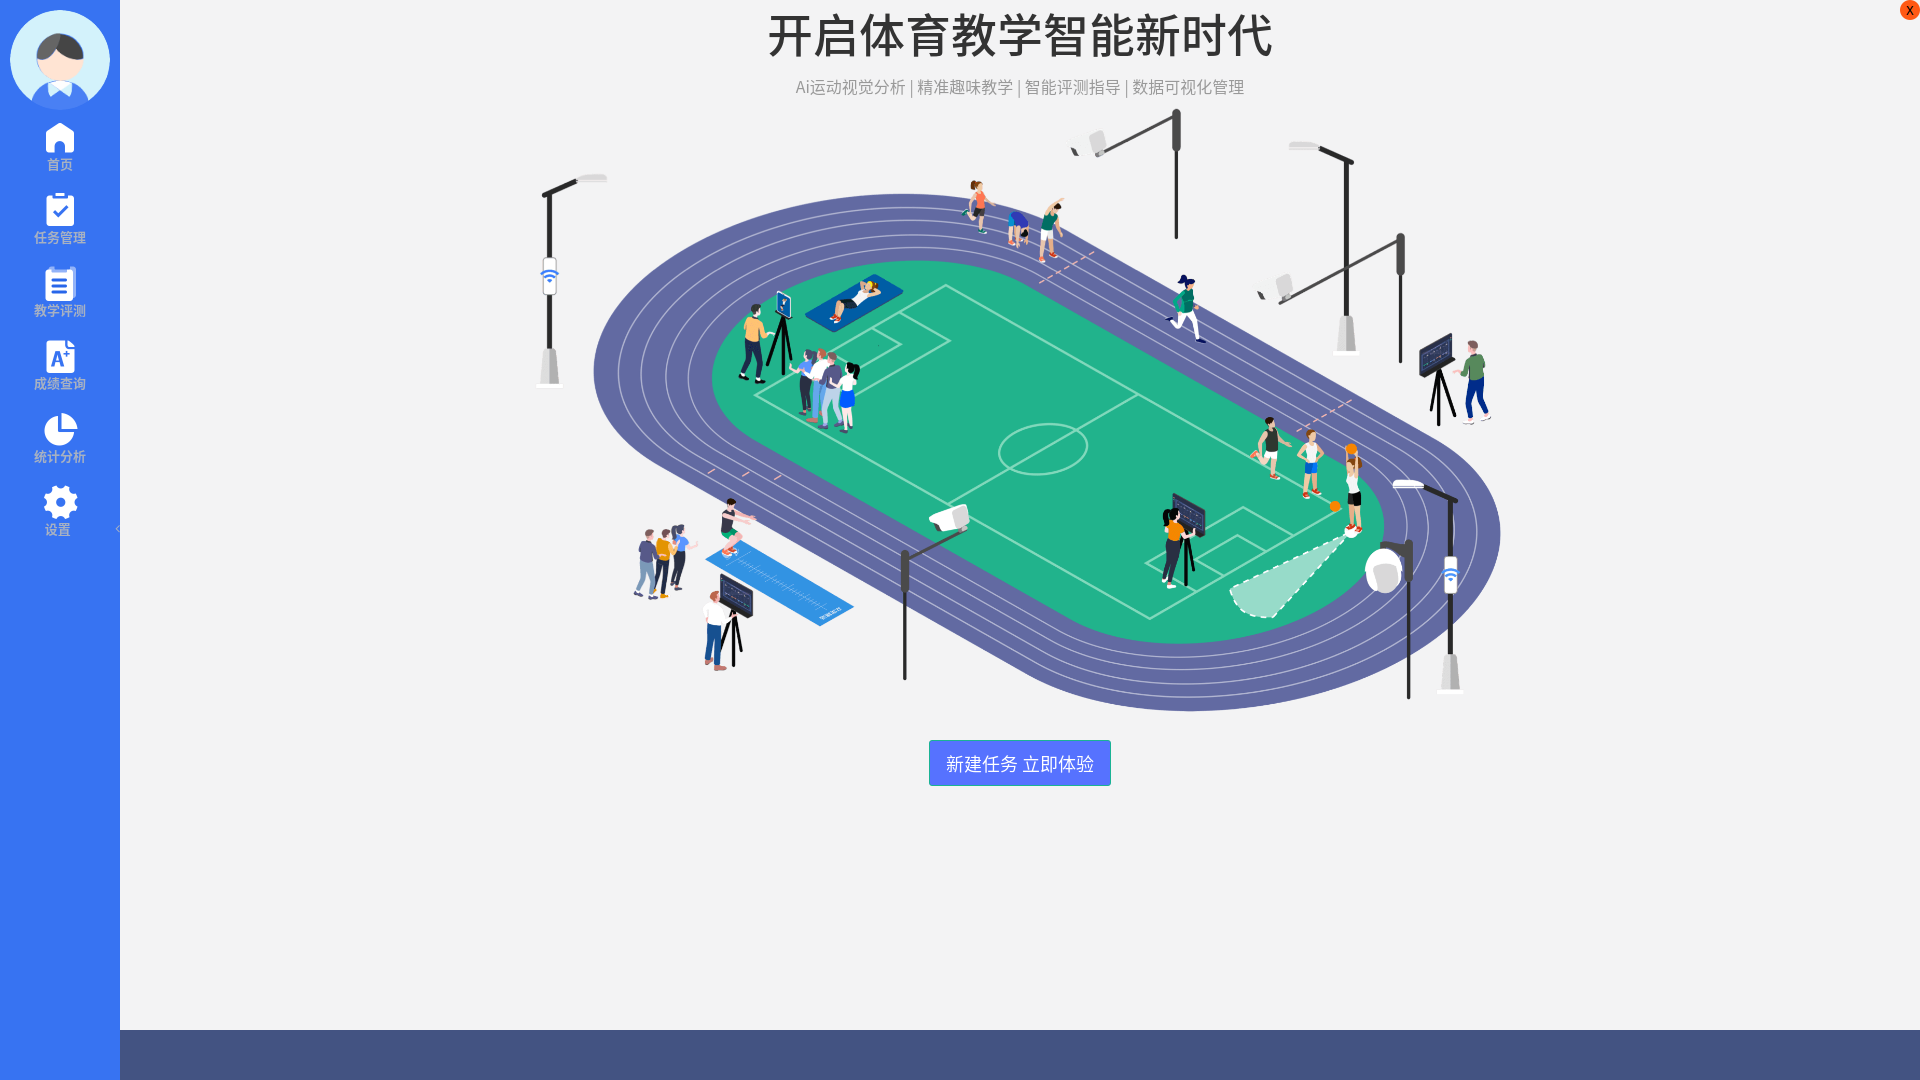 X
开启体育教学智能新时代
Ai运动视觉分析 | 精准趣味教学 | 智能评测指导 | 数据可视化管理
首页
任务管理
教学评测
A+
成绩查询
统计分析
设置
新建任务 立即体验